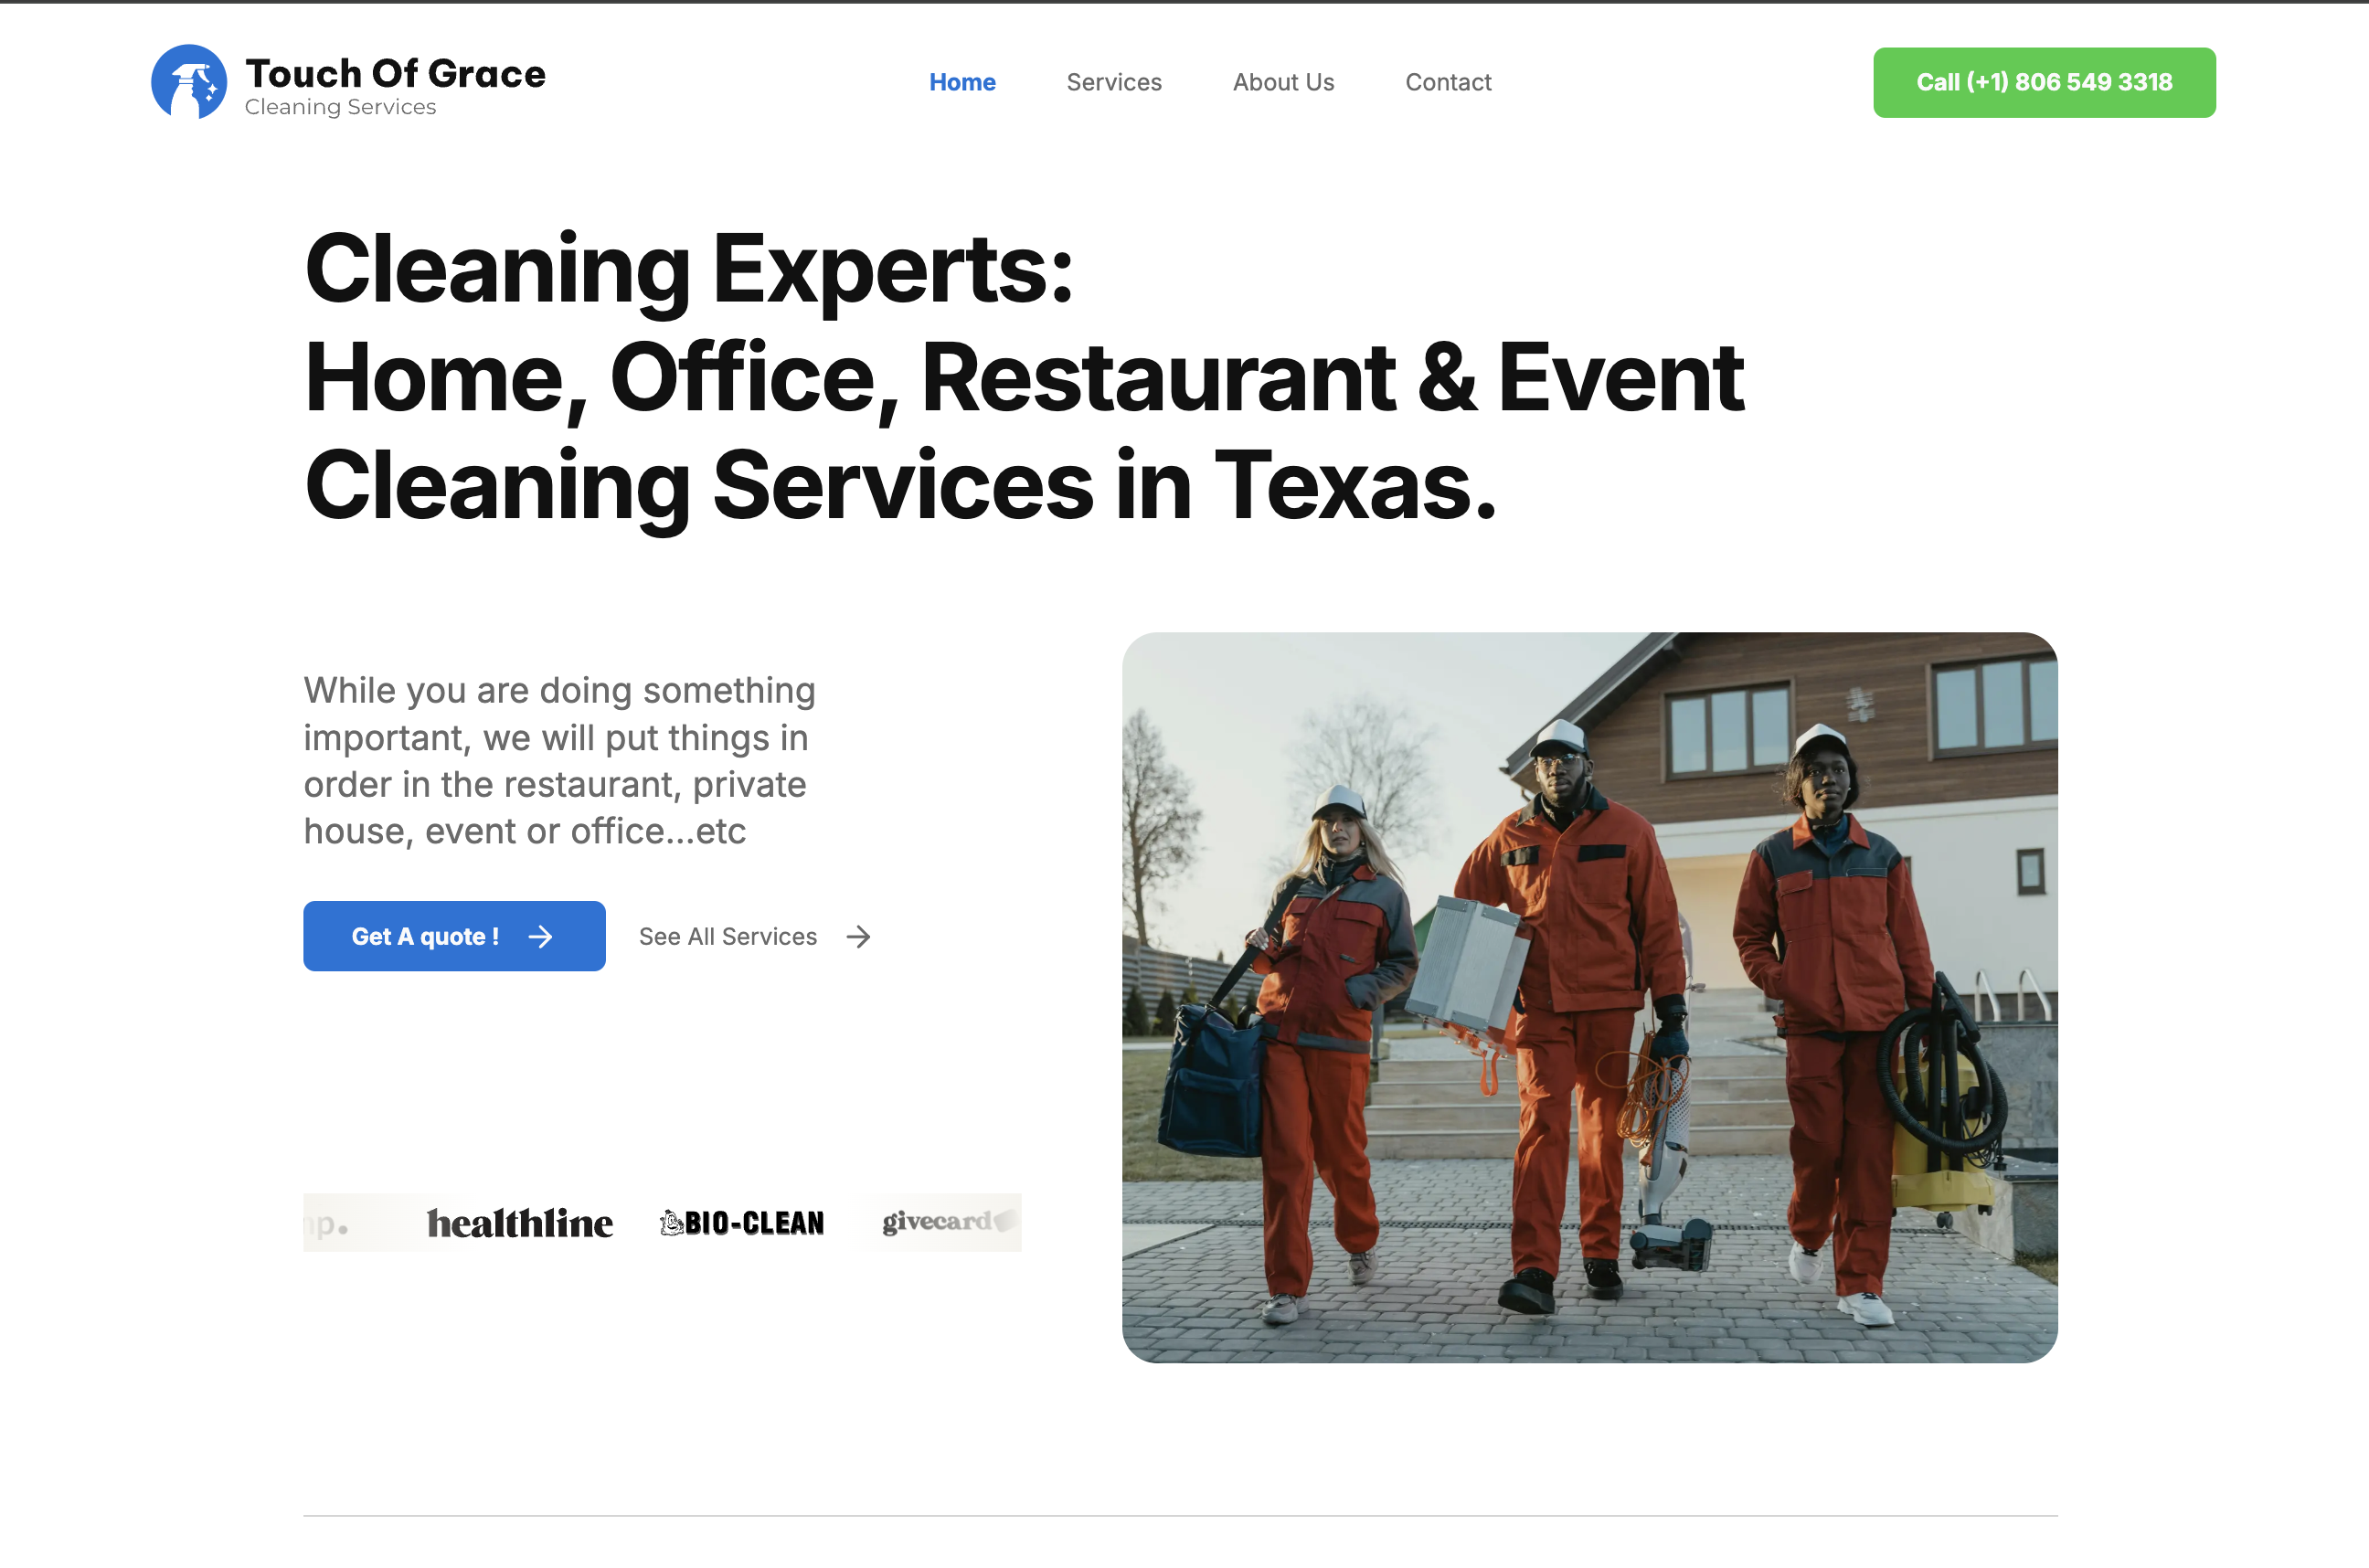 Touch Of Grace
Cleaning Services
Home
Services
About Us
Contact
Call (+1) 806 549 3318
Cleaning Experts:
Home, Office, Restaurant & Event
Cleaning Services in Texas.
While you are doing something
important, we will put things in
order in the restaurant, private
house, event or office...etc
Get A quote !
See All Services
healthline
BIO-CLEAN
givecard